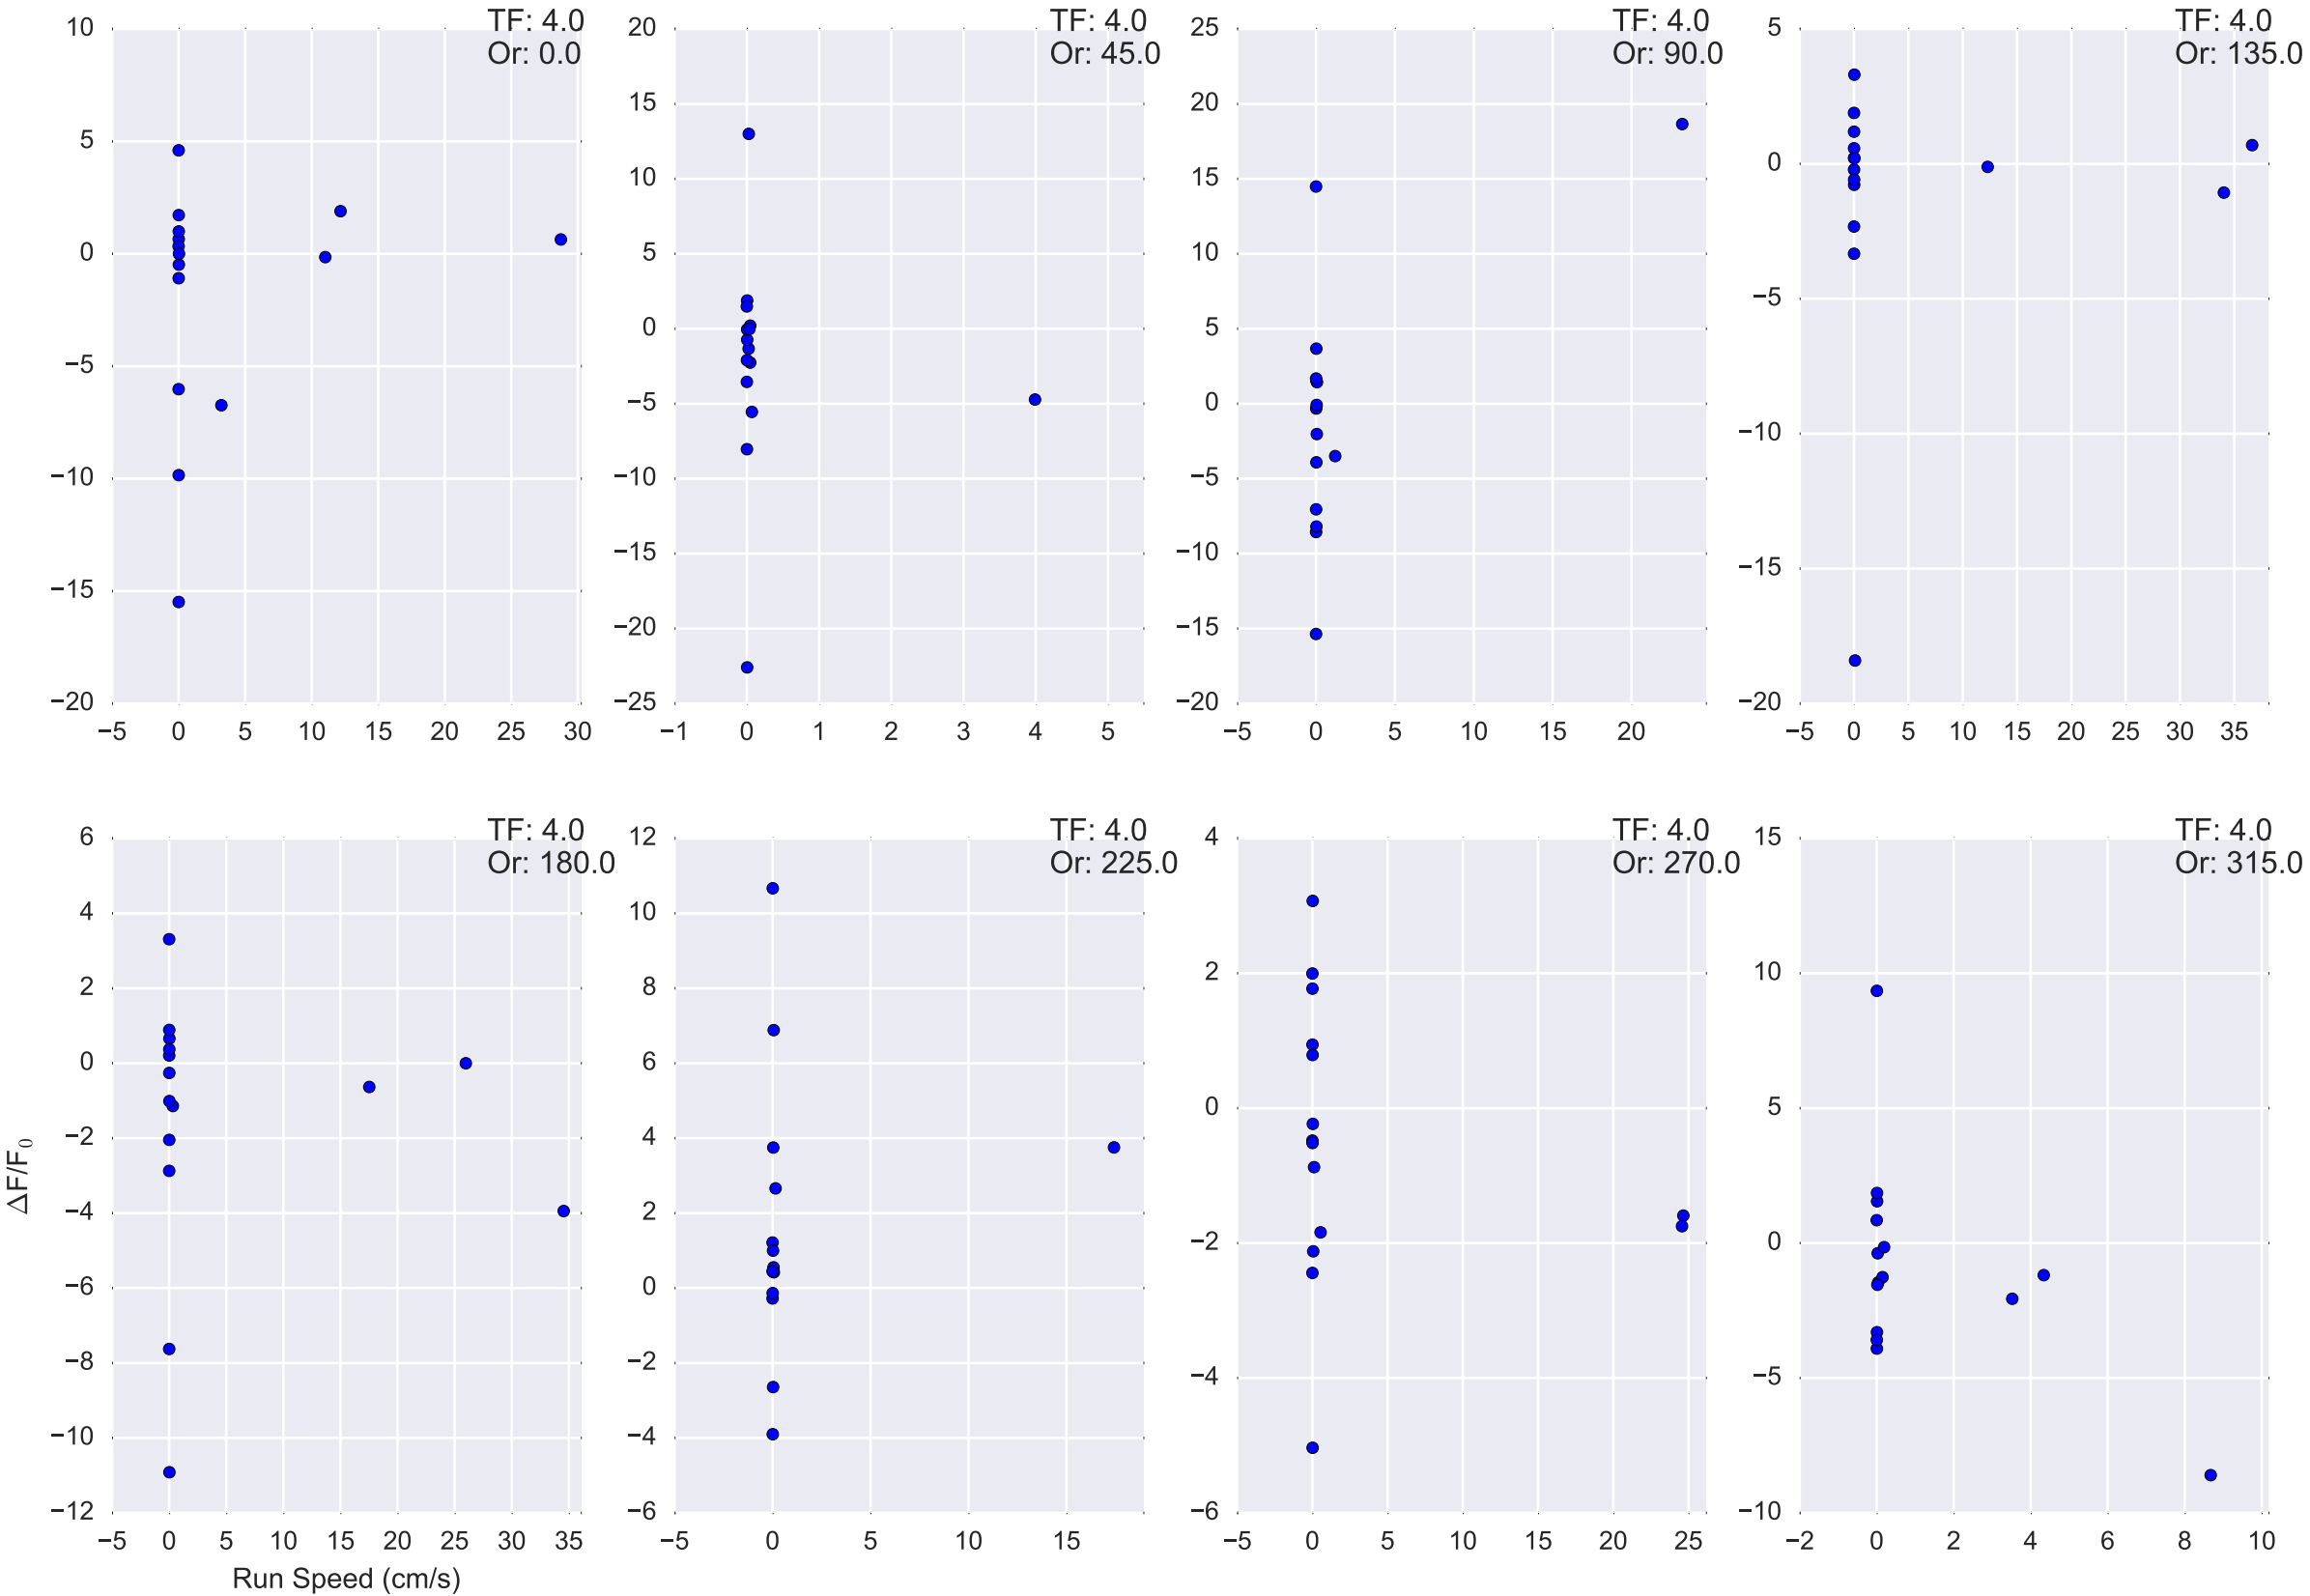 TF: 4.0
Or: 0.0
10
5
0
−5
−10
−15
−20
−5 0 5 10 15 20 25 30
TF: 4.0
Or: 45.0
20
15
10
5
0
−5
−10
−15
−20
−25
−1 0 1 2 3 4 5
TF: 4.0
Or: 90.0
25
20
15
10
5
0
−5
−10
−15
−20
−5 0 5 10 15 20
TF: 4.0
Or: 135.0
5
0
−5
−10
−15
−20
−5 0 5 10 15 20 25 30 35
TF: 4.0
Or: 180.0
6
4
2
0
−2
−4
−6
−8
−10
−12
−5 0 5 10 15 20 25 30 35
ΔF/F₀
Run Speed (cm/s)
TF: 4.0
Or: 225.0
12
10
8
6
4
2
0
−2
−4
−6
−5 0 5 10 15
TF: 4.0
Or: 270.0
4
2
0
−2
−4
−6
−5 0 5 10 15 20 25
TF: 4.0
Or: 315.0
15
10
5
0
−5
−10
−2 0 2 4 6 8 10